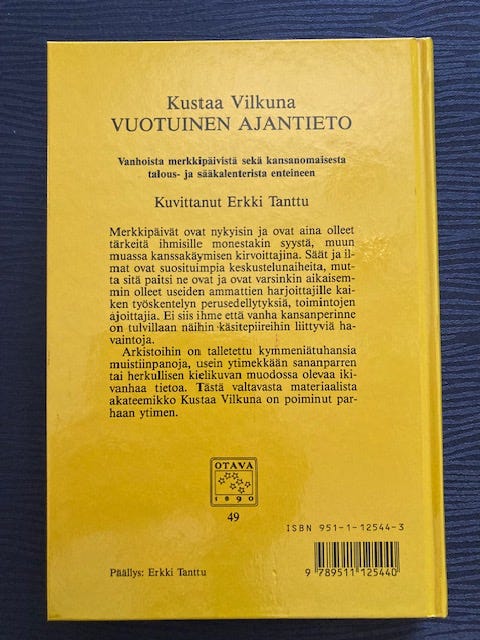 Kustaa Vilkuna
VUOTUINEN AJANTIETO
Vanhoista merkkipäivistä sekä kansanomaisesta
talous- ja sääkalenterista enteineen
Kuvittanut Erkki Tanttu
Merkkipäivät ovat nykyisin ja ovat aina olleet
tärkeitä ihmisille monestakin syystä, muun
muassa kanssakäymisen kirvoittajina. Säät ja il-
mat ovat suosituimpia keskustelunaiheita, mut-
ta sitä paitsi ne ovat ja ovat varsinkin aikaisem-
min olleet useiden ammattien harjoittajille kai-
ken työskentelyn perusedellytyksiä, toimintojen
ajoittajia. Ei siis ihme että vanha kansanperinne
on tulvillaan näihin käsitepiireihin liittyviä ha-
vaintoja.
Arkistoihin on talletettu kymmeniätuhansia
muistiinpanoja, usein ytimekkään sananparren
tai herkullisen kielikuvan muodossa olevaa iki-
vanhaa tietoa. Tästä valtavasta materiaalista
akateemikko Kustaa Vilkuna on poiminut par-
haan ytimen.
OTAVA
1890
49
ISBN 951-1-12544-3
9 789511 125440
Päällys: Erkki Tanttu